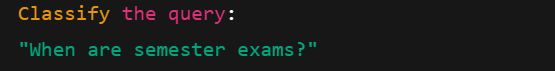 Classify the query:
"When are semester exams?"